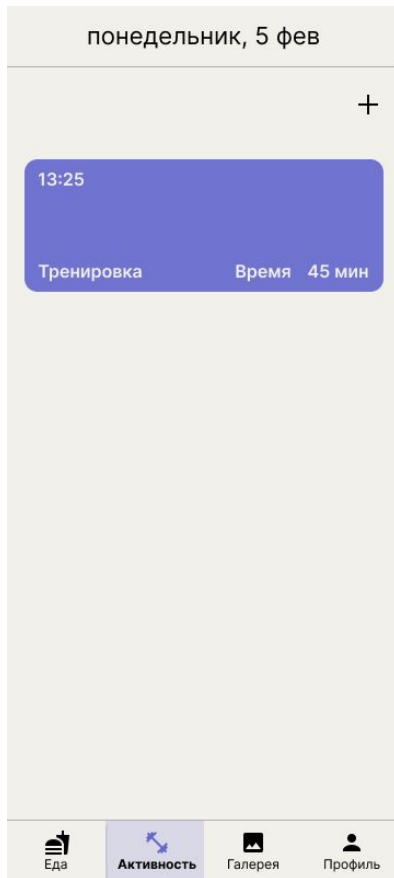 понедельник, 5 фев
+
13:25
Тренировка Время 45 мин
Еда Активность Галерея Профиль